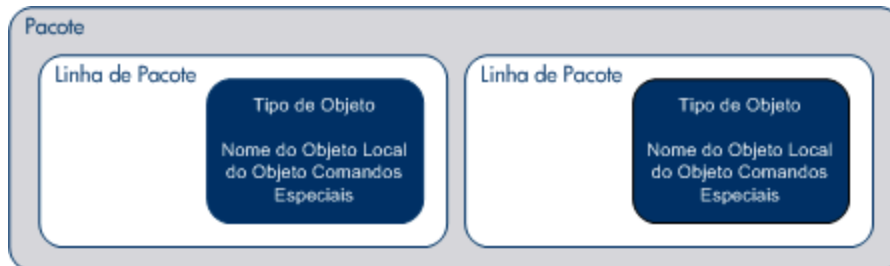 Pacote
Linha de Pacote
Tipo de Objeto
Nome do Objeto Local
do Objeto Comandos
Especiais
Linha de Pacote
Tipo de Objeto
Nome do Objeto Local
do Objeto Comandos
Especiais